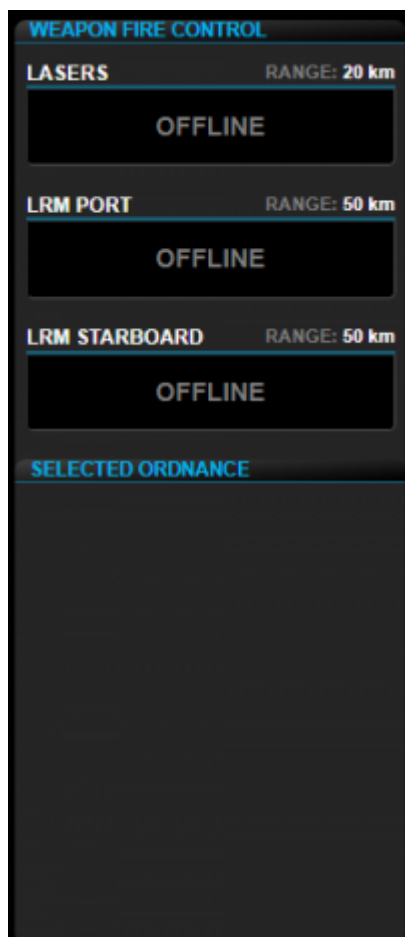 WEAPON FIRE CONTROL
LASERS RANGE: 20 km
OFFLINE
LRM PORT RANGE: 50 km
OFFLINE
LRM STARBOARD RANGE: 50 km
OFFLINE
SELECTED ORDNANCE